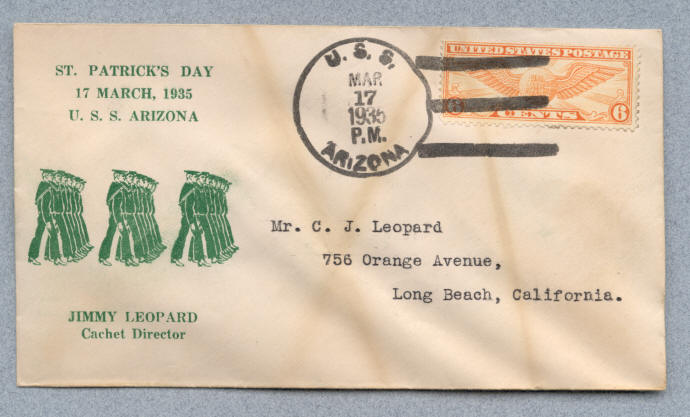 ST. PATRICK'S DAY
17 MARCH, 1935
U. S. S. ARIZONA
U. S. S.
MAR
17
1935
P.M.
ARIZONA
UNITED STATES POSTAGE
6 CENTS 6
Mr. C. J. Leopard
756 Orange Avenue,
Long Beach, California.
JIMMY LEOPARD
Cachet Director